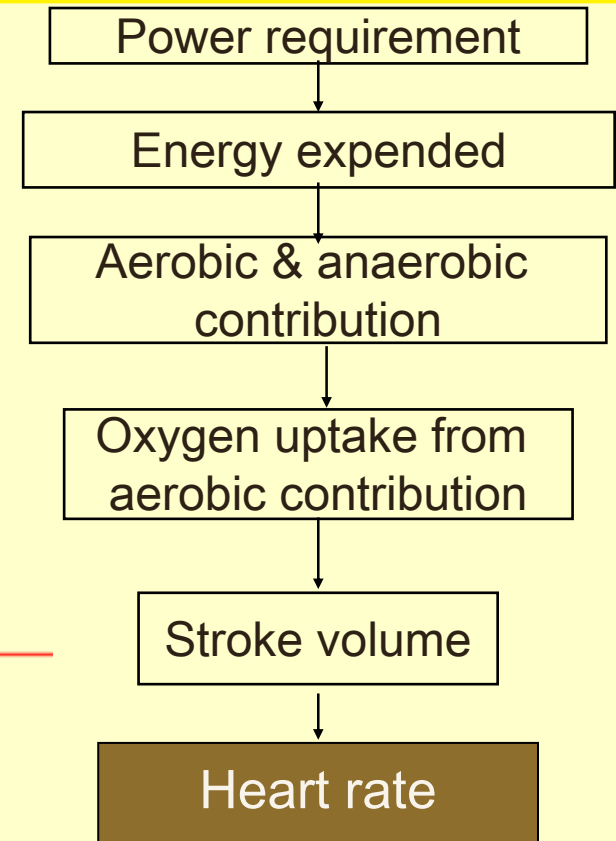 Power requirement
Energy expended
Aerobic & anaerobic
contribution
Oxygen uptake from
aerobic contribution
Stroke volume
Heart rate